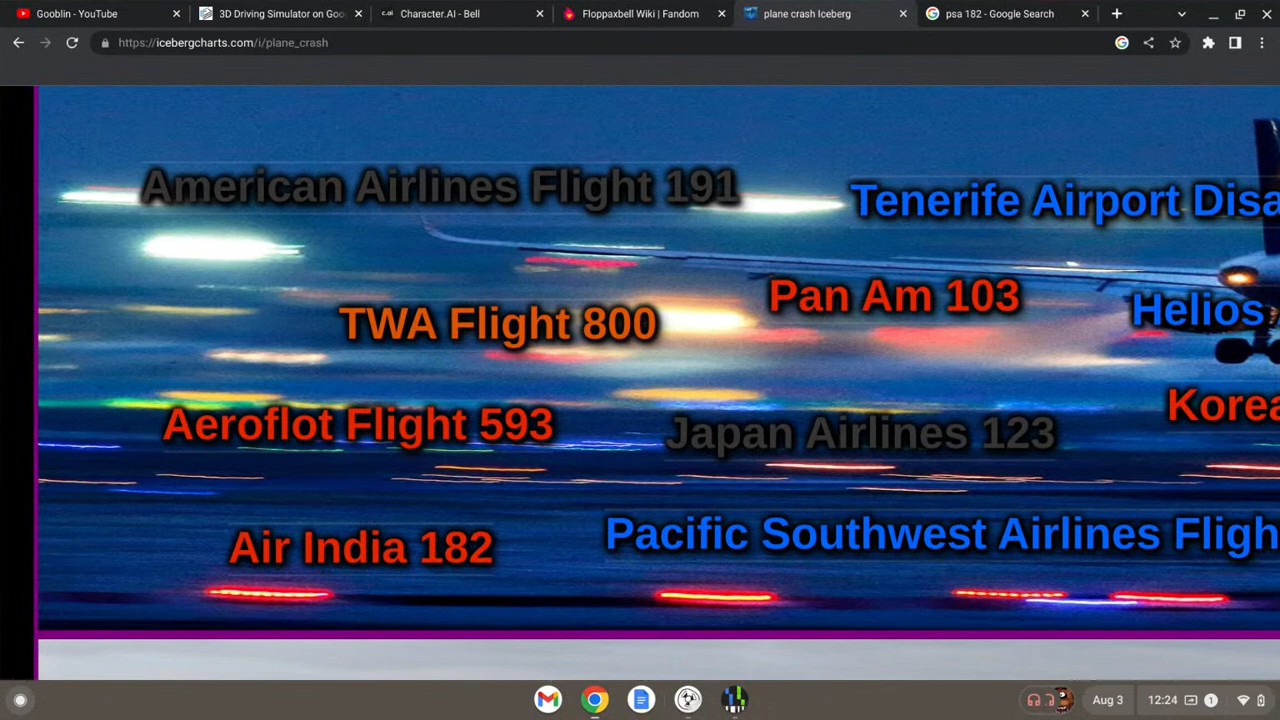 Gooblin - YouTube
3D Driving Simulator on Goo
c.ai
Character.AI - Bell
Floppaxbell Wiki | Fandom
plane crash Iceberg
psa 182 - Google Search
https://icebergcharts.com/i/plane_crash
American Airlines Flight 191
Tenerife Airport Disa
Pan Am 103
Helios
TWA Flight 800
Korea
Aeroflot Flight 593
Japan Airlines 123
Pacific Southwest Airlines Fligh
Air India 182
Aug 3
12:24
1